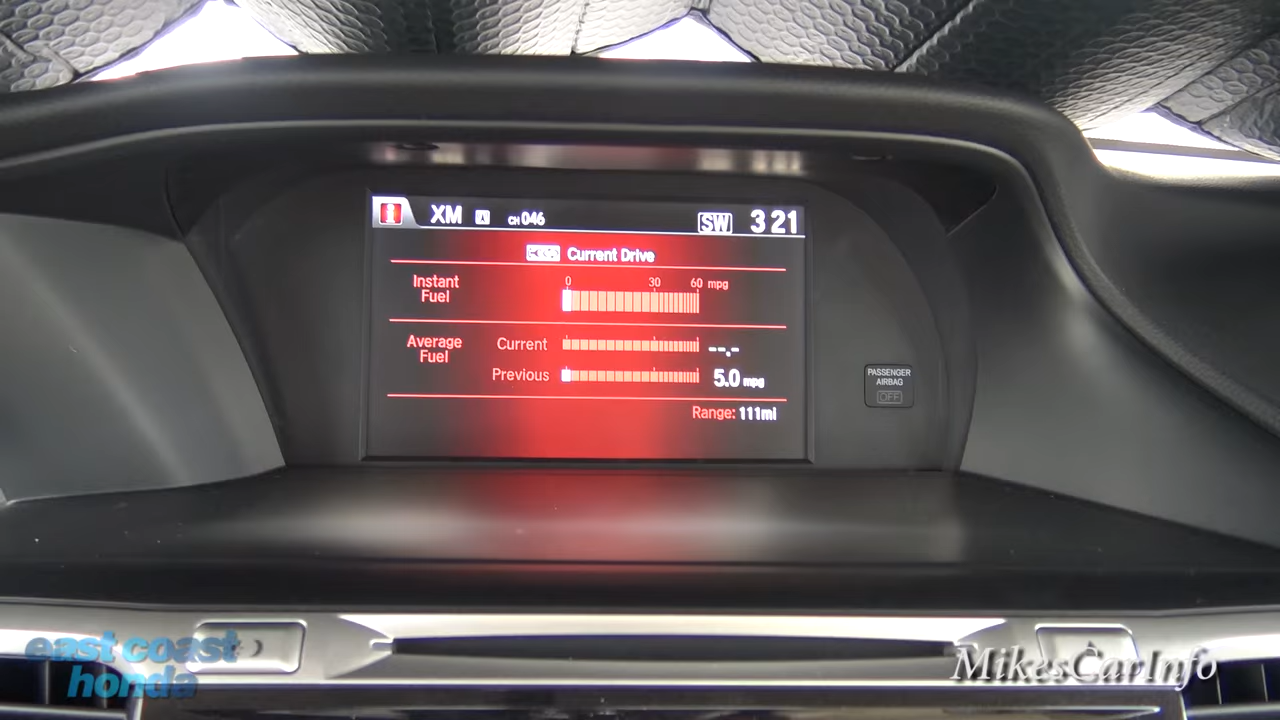 XM CH 046 SW 3 21
Current Drive
Instant Fuel
0 30 60 mpg
Average Fuel
Current --.-
Previous 5.0 mpg
Range: 111mi
PASSENGER
AIRBAG
OFF
east coast
honda
MikesCarInfo